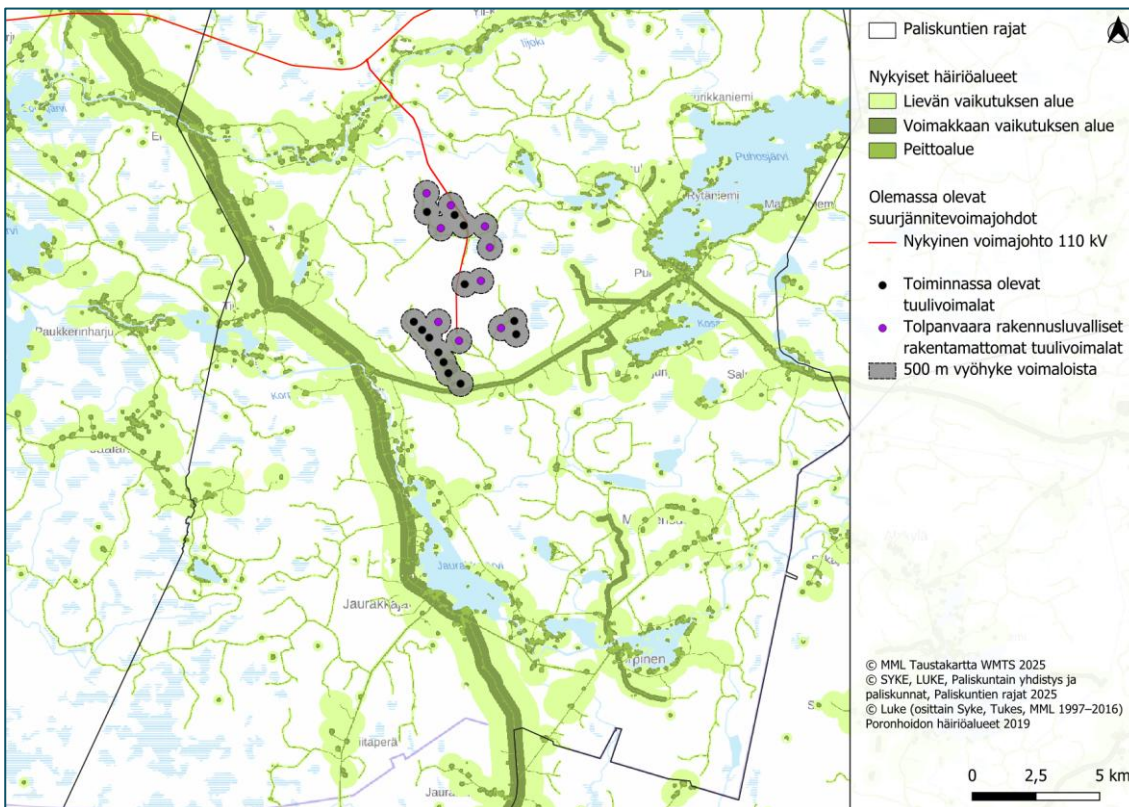 Paliskuntien rajat
Nykyiset häiriöalueet
Lievän vaikutuksen alue
Voimakkaan vaikutuksen alue
Peittoalue
Olemassa olevat
suurjännitevoimajohdot
Nykyinen voimajohto 110 kV
Toiminnassa olevat
tuulivoimalat
Tolpanvaara rakennusluvalliset
rakentamattomat tuulivoimalat
500 m vyöhyke voimaloista
© MML Taustakartta WMTS 2025
© SYKE, LUKE, Paliskuntain yhdistys ja
paliskunnat, Paliskuntien rajat 2025
© Luke (osittain Syke, Tukes, MML 1997–2016)
Poronhoidon häiriöalueet 2019
0 2,5 5 km
Iijoki
Puhosjärvi
Rytäniemi
Paukkerinharju